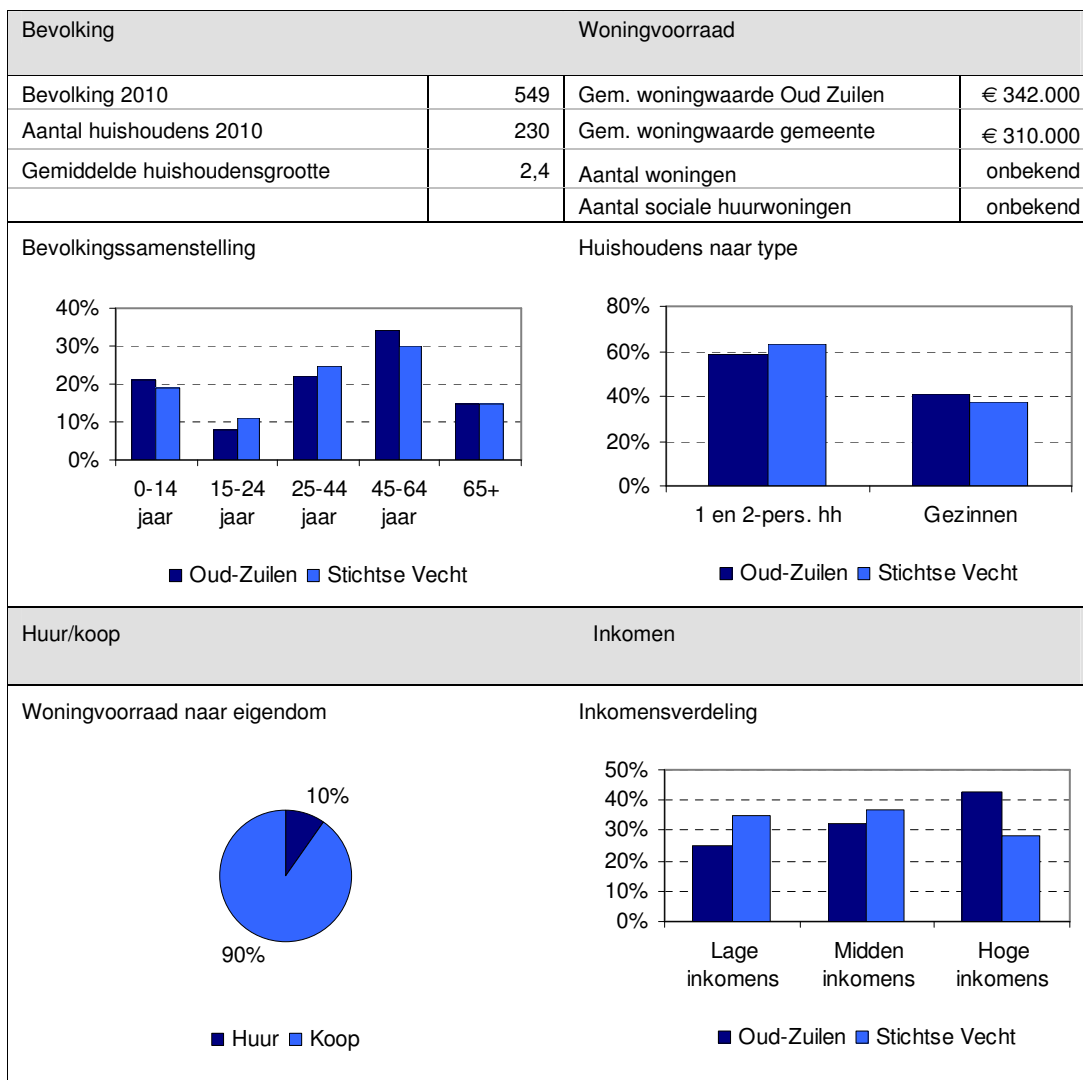 Bevolking Woningvoorraad
Bevolking 2010 549 Gem. woningwaarde Oud Zuilen € 342.000
Aantal huishoudens 2010 230 Gem. woningwaarde gemeente € 310.000
Gemiddelde huishoudensgrootte 2,4 Aantal woningen onbekend
Aantal sociale huurwoningen onbekend
Bevolkingssamenstelling
40%
30%
20%
10%
0%
0-14 15-24 25-44 45-64 65+
jaar jaar jaar jaar
Oud-Zuilen Stichtse Vecht
Huishoudens naar type
80%
60%
40%
20%
0%
1 en 2-pers. hh Gezinnen
Oud-Zuilen Stichtse Vecht
Huur/koop Inkomen
Woningvoorraad naar eigendom
10%
90%
Huur Koop
Inkomensverdeling
50%
40%
30%
20%
10%
0%
Lage Midden Hoge
inkomens inkomens inkomens
Oud-Zuilen Stichtse Vecht